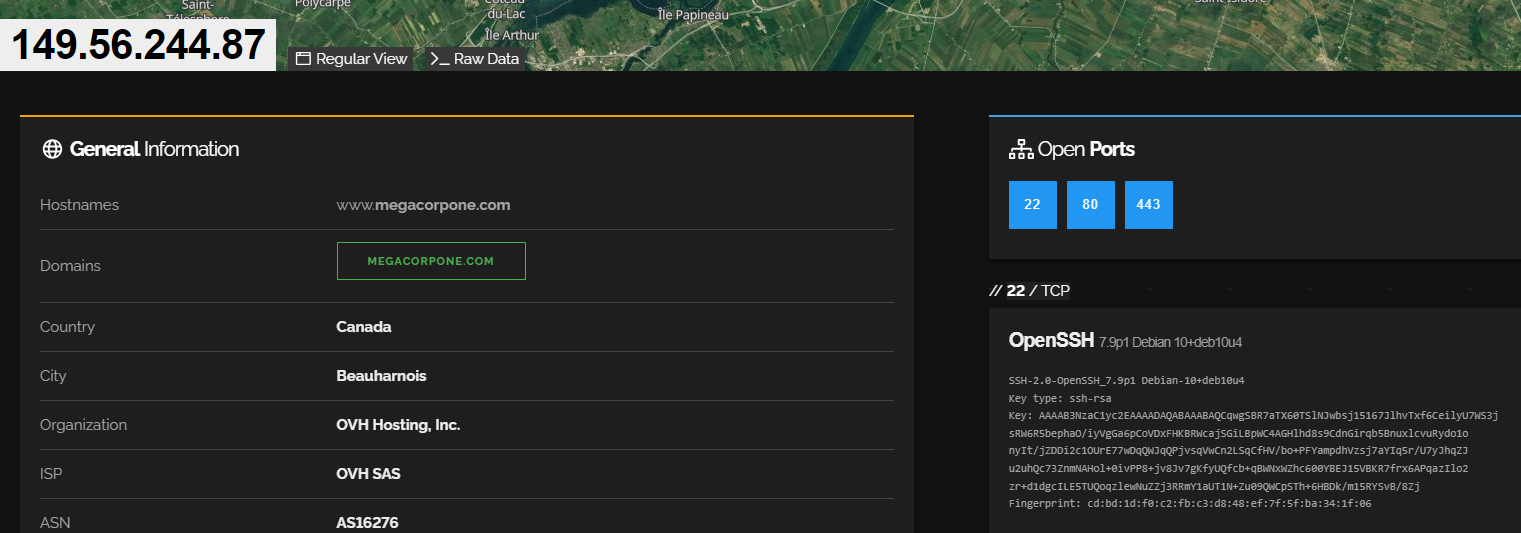 Saint-
Télesphore
Polycarpe
Coteau-
du-Lac
Île Papineau
Île Arthur
Saint-Isidore
149.56.244.87
Regular View
Raw Data
General Information
Hostnames www.megacorpone.com
Domains MEGACORPONE.COM
Country Canada
City Beauharnois
Organization OVH Hosting, Inc.
ISP OVH SAS
ASN AS16276
Open Ports
22 80 443
// 22 / TCP
OpenSSH 7.9p1 Debian 10+deb10u4
SSH-2.0-OpenSSH_7.9p1 Debian-10+deb10u4
Key type: ssh-rsa
Key: AAAAB3NzaC1yc2EAAAADAQABAAABAQCqwgSBR7aTX60TSlNJwbsj15167JlhvTxf6CeilyU7WS3j
sRW6R5bephaO/iyVgGa6pCoVDxFHKBRWcajSGiLBpWC4AGHlhd8s9CdnGirqb5Bnuxlcvu​Rydo1o
nyIt/jZDDi2c1OUrE77wDqQWJqQPjvsqVwCn2LSqCfHV/bo+PFYampdhVzsj7aYIq5r/U7yJhqZJ
u2uhQc73ZnmNAHol+0ivPP8+jv8Jv7gKfyUQfcb+qBWNxWZhc600YBEJ15VBKR7frx6APqazIlo2
zr+d1dgcILE5TUQoqzlewNuZZj3RRmY1aUT1N+Zu09QWCpSTh+6HBDk/m15RYSvB/8Zj
Fingerprint: cd:bd:1d:f0:c2:fb:c3:d8:48:ef:7f:5f:ba:34:1f:06